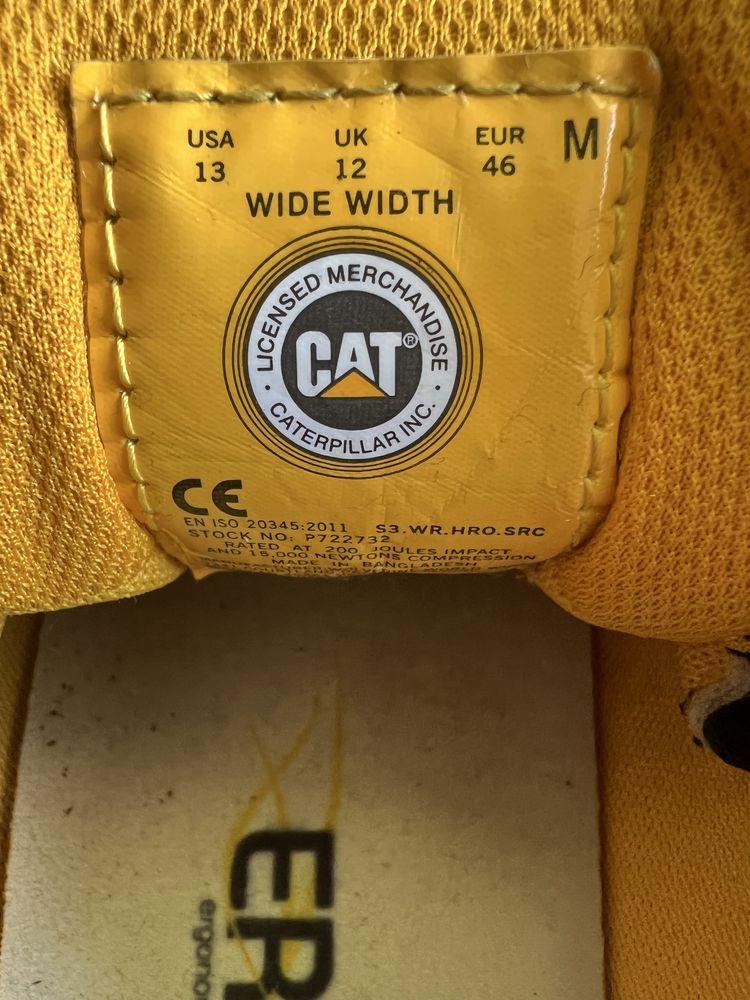 USA UK EUR M
13 12 46
WIDE WIDTH
LICENSED MERCHANDISE
CAT®
· CATERPILLAR INC. ·
CE
EN ISO 20345:2011 S3.WR.HRO.SRC
STOCK NO: P722732
RATED AT 200 JOULES IMPACT
AND 15,000 NEWTONS COMPRESSION
MADE IN BANGLADESH